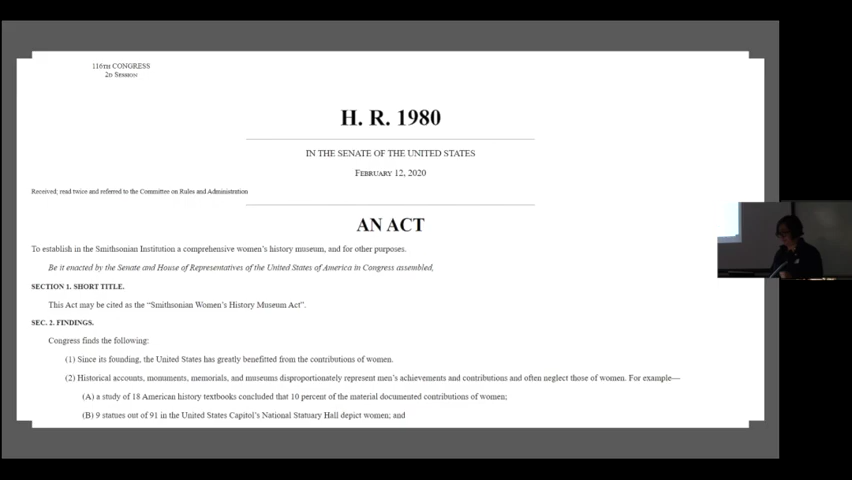 116TH CONGRESS
2D SESSION
H. R. 1980
IN THE SENATE OF THE UNITED STATES
FEBRUARY 12, 2020
Received; read twice and referred to the Committee on Rules and Administration
AN ACT
To establish in the Smithsonian Institution a comprehensive women's history museum, and for other purposes.
Be it enacted by the Senate and House of Representatives of the United States of America in Congress assembled,
SECTION 1. SHORT TITLE.
This Act may be cited as the “Smithsonian Women's History Museum Act”.
SEC. 2. FINDINGS.
Congress finds the following:
(1) Since its founding, the United States has greatly benefitted from the contributions of women.
(2) Historical accounts, monuments, memorials, and museums disproportionately represent men's achievements and contributions and often neglect those of women. For example—
(A) a study of 18 American history textbooks concluded that 10 percent of the material documented contributions of women;
(B) 9 statues out of 91 in the United States Capitol's National Statuary Hall depict women; and